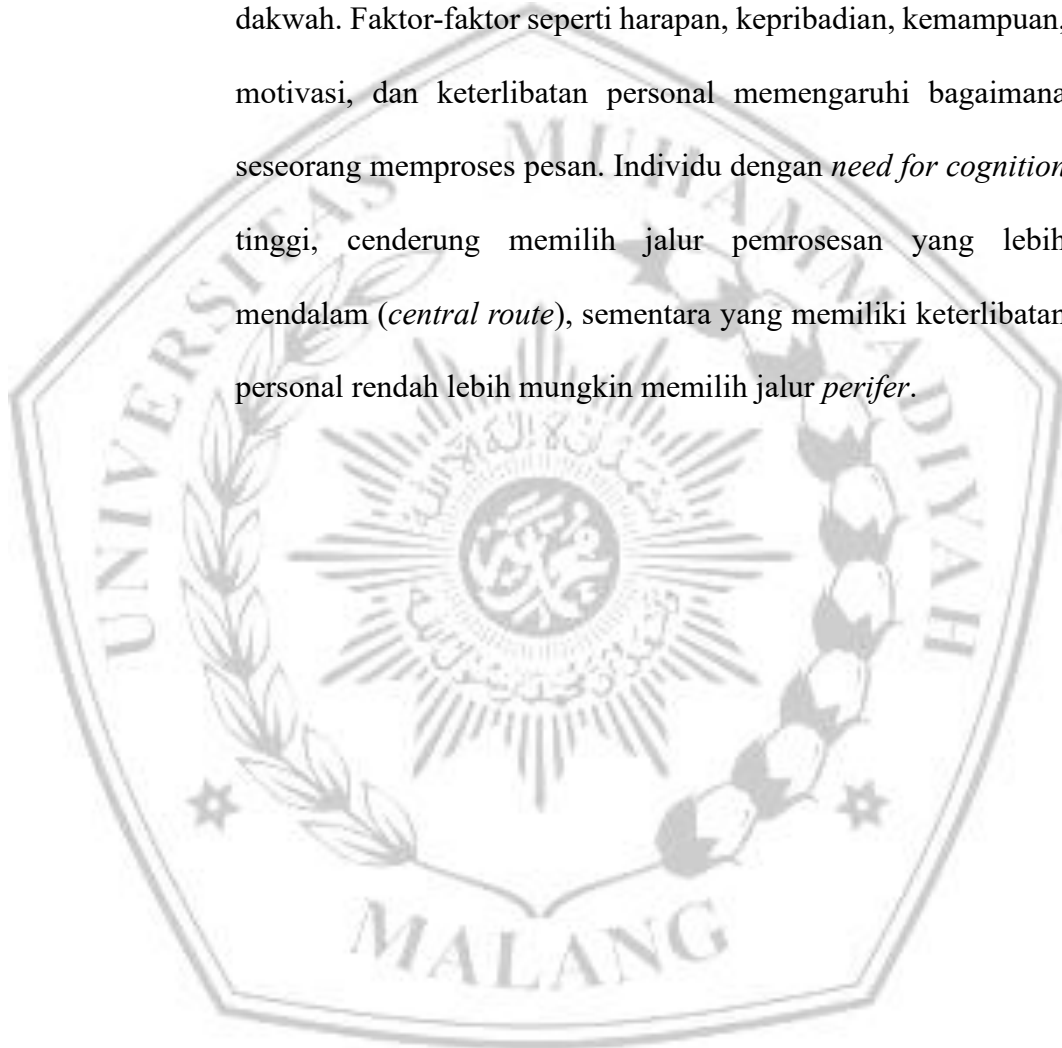 dakwah. Faktor-faktor seperti harapan, kepribadian, kemampuan,
motivasi, dan keterlibatan personal memengaruhi bagaimana
seseorang memproses pesan. Individu dengan need for cognition
tinggi, cenderung memilih jalur pemrosesan yang lebih
mendalam (central route), sementara yang memiliki keterlibatan
personal rendah lebih mungkin memilih jalur perifer.
UNIVERSITAS MUHAMMADIYAH
MALANG